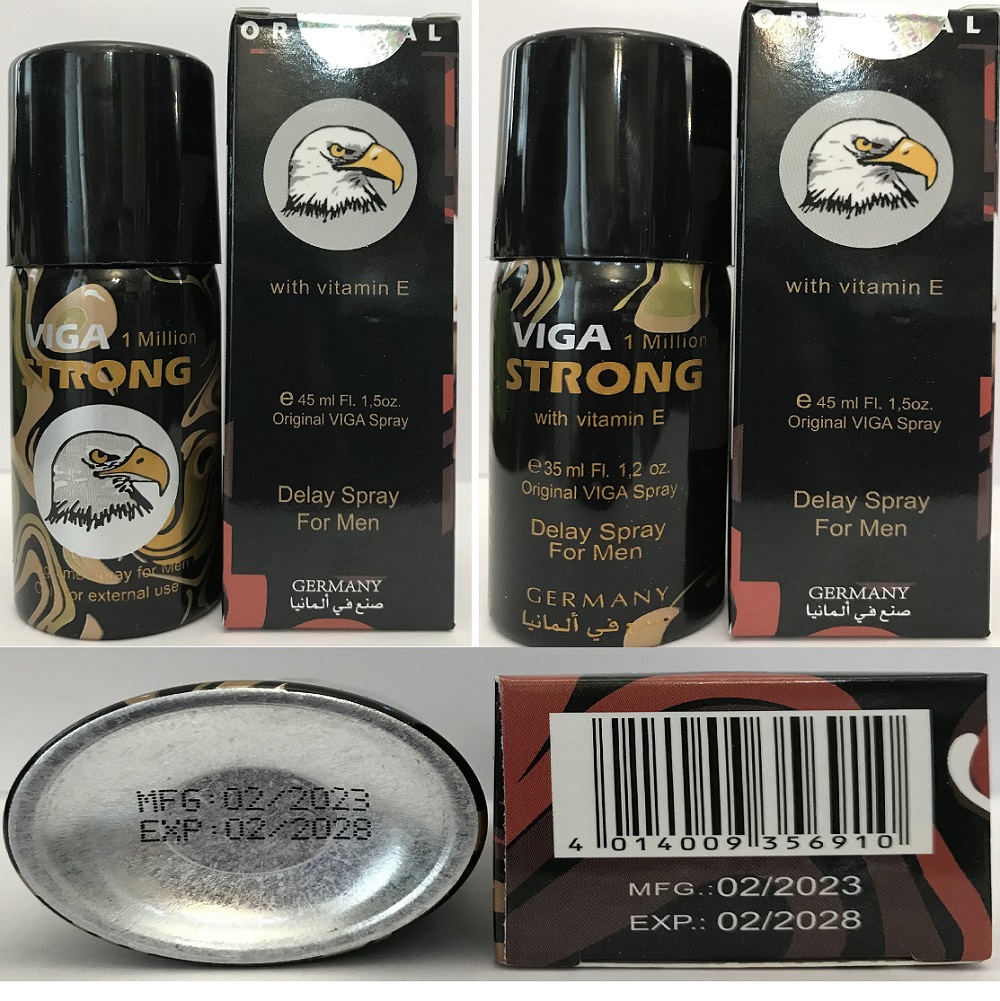 VIGA 1 Million
STRONG
for external use
with vitamin E
e 45 ml Fl. 1,5oz.
Original VIGA Spray
Delay Spray
For Men
GERMANY
صنع في ألمانيا
VIGA 1 Million
STRONG
with vitamin E
e 35 ml Fl. 1,2 oz.
Original VIGA Spray
Delay Spray
For Men
GERMANY
صنع في ألمانيا
with vitamin E
e 45 ml Fl. 1,5oz.
Original VIGA Spray
Delay Spray
For Men
GERMANY
صنع في ألمانيا
MFG:02/2023
EXP:02/2028
4 014009 356910
MFG.:02/2023
EXP.: 02/2028